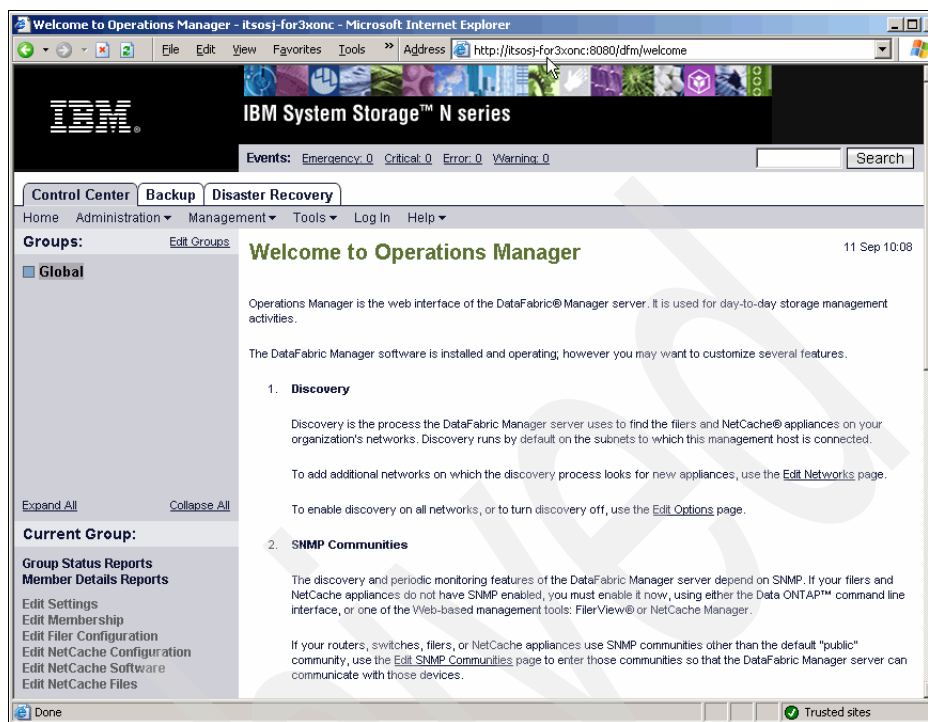 Welcome to Operations Manager - itsosj-for3xonc - Microsoft Internet Explorer
File Edit View Favorites Tools » Address http://itsosj-for3xonc:8080/dfm/welcome
IBM®
IBM System Storage™ N series
Events: Emergency: 0 Critical: 0 Error: 0 Warning: 0 Search
Control Center Backup Disaster Recovery
Home Administration Management Tools Log In Help
Groups: Edit Groups
Global
Expand All Collapse All
Current Group:
Group Status Reports
Member Details Reports
Edit Settings
Edit Membership
Edit Filer Configuration
Edit NetCache Configuration
Edit NetCache Software
Edit NetCache Files
Welcome to Operations Manager
11 Sep 10:08
Operations Manager is the web interface of the DataFabric® Manager server. It is used for day-to-day storage management
activities.
The DataFabric Manager software is installed and operating; however you may want to customize several features.
1. Discovery
Discovery is the process the DataFabric Manager server uses to find the filers and NetCache® appliances on your
organization's networks. Discovery runs by default on the subnets to which this management host is connected.
To add additional networks on which the discovery process looks for new appliances, use the Edit Networks page.
To enable discovery on all networks, or to turn discovery off, use the Edit Options page.
2. SNMP Communities
The discovery and periodic monitoring features of the DataFabric Manager server depend on SNMP. If your filers and
NetCache appliances do not have SNMP enabled, you must enable it now, using either the Data ONTAP™ command line
interface, or one of the Web-based management tools: FilerView® or NetCache Manager.
If your routers, switches, filers, or NetCache appliances use SNMP communities other than the default "public"
community, use the Edit SNMP Communities page to enter those communities so that the DataFabric Manager server can
communicate with those devices.
Done
Trusted sites